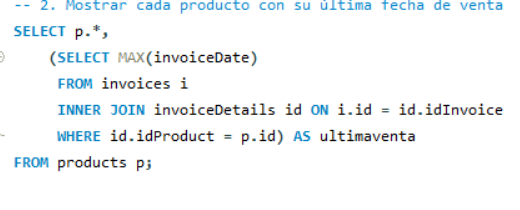 -- 2. Mostrar cada producto con su última fecha de venta
SELECT p.*,
(SELECT MAX(invoiceDate)
FROM invoices i
INNER JOIN invoiceDetails id ON i.id = id.idInvoice
WHERE id.idProduct = p.id) AS ultimaventa
FROM products p;